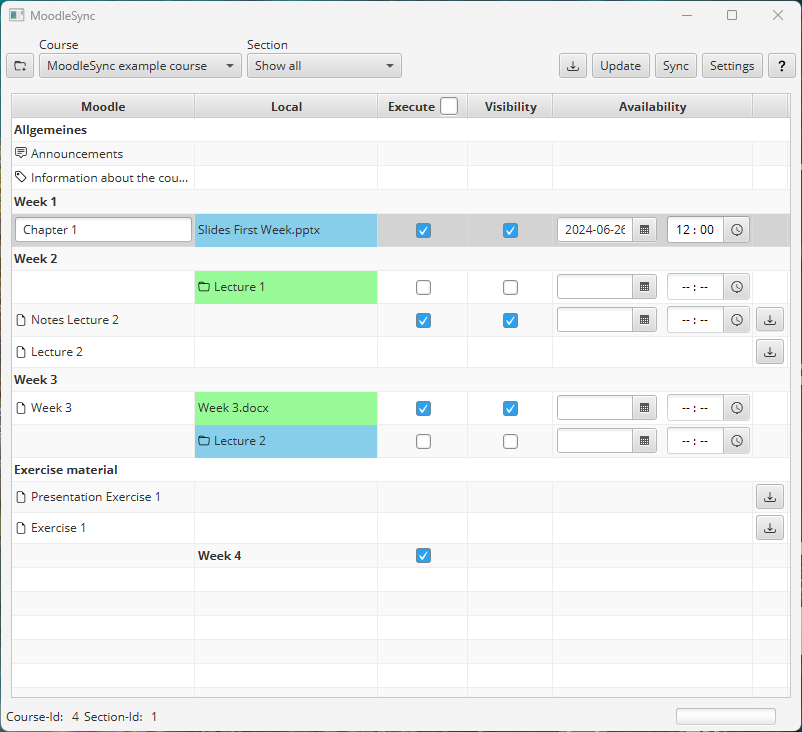 MoodleSync
Course Section
MoodleSync example course Show all Update Sync Settings ?
Moodle Local Execute Visibility Availability
Allgemeines
Announcements
Information about the cou...
Week 1
Chapter 1 Slides First Week.pptx 2024-06-26 12 : 00
Week 2
Lecture 1 -- : --
Notes Lecture 2 -- : --
Lecture 2
Week 3
Week 3 Week 3.docx -- : --
Lecture 2 -- : --
Exercise material
Presentation Exercise 1
Exercise 1
Week 4
Course-Id: 4 Section-Id: 1